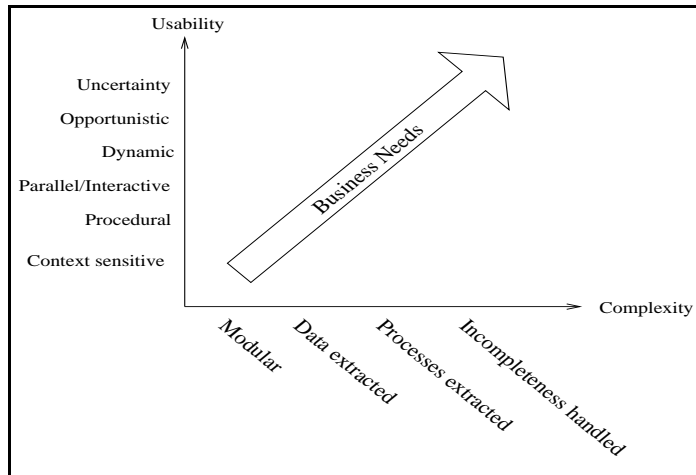 Usability
Uncertainty
Opportunistic
Dynamic
Parallel/Interactive
Procedural
Context sensitive
Business Needs
Complexity
Modular
Data extracted
Processes extracted
Incompleteness handled